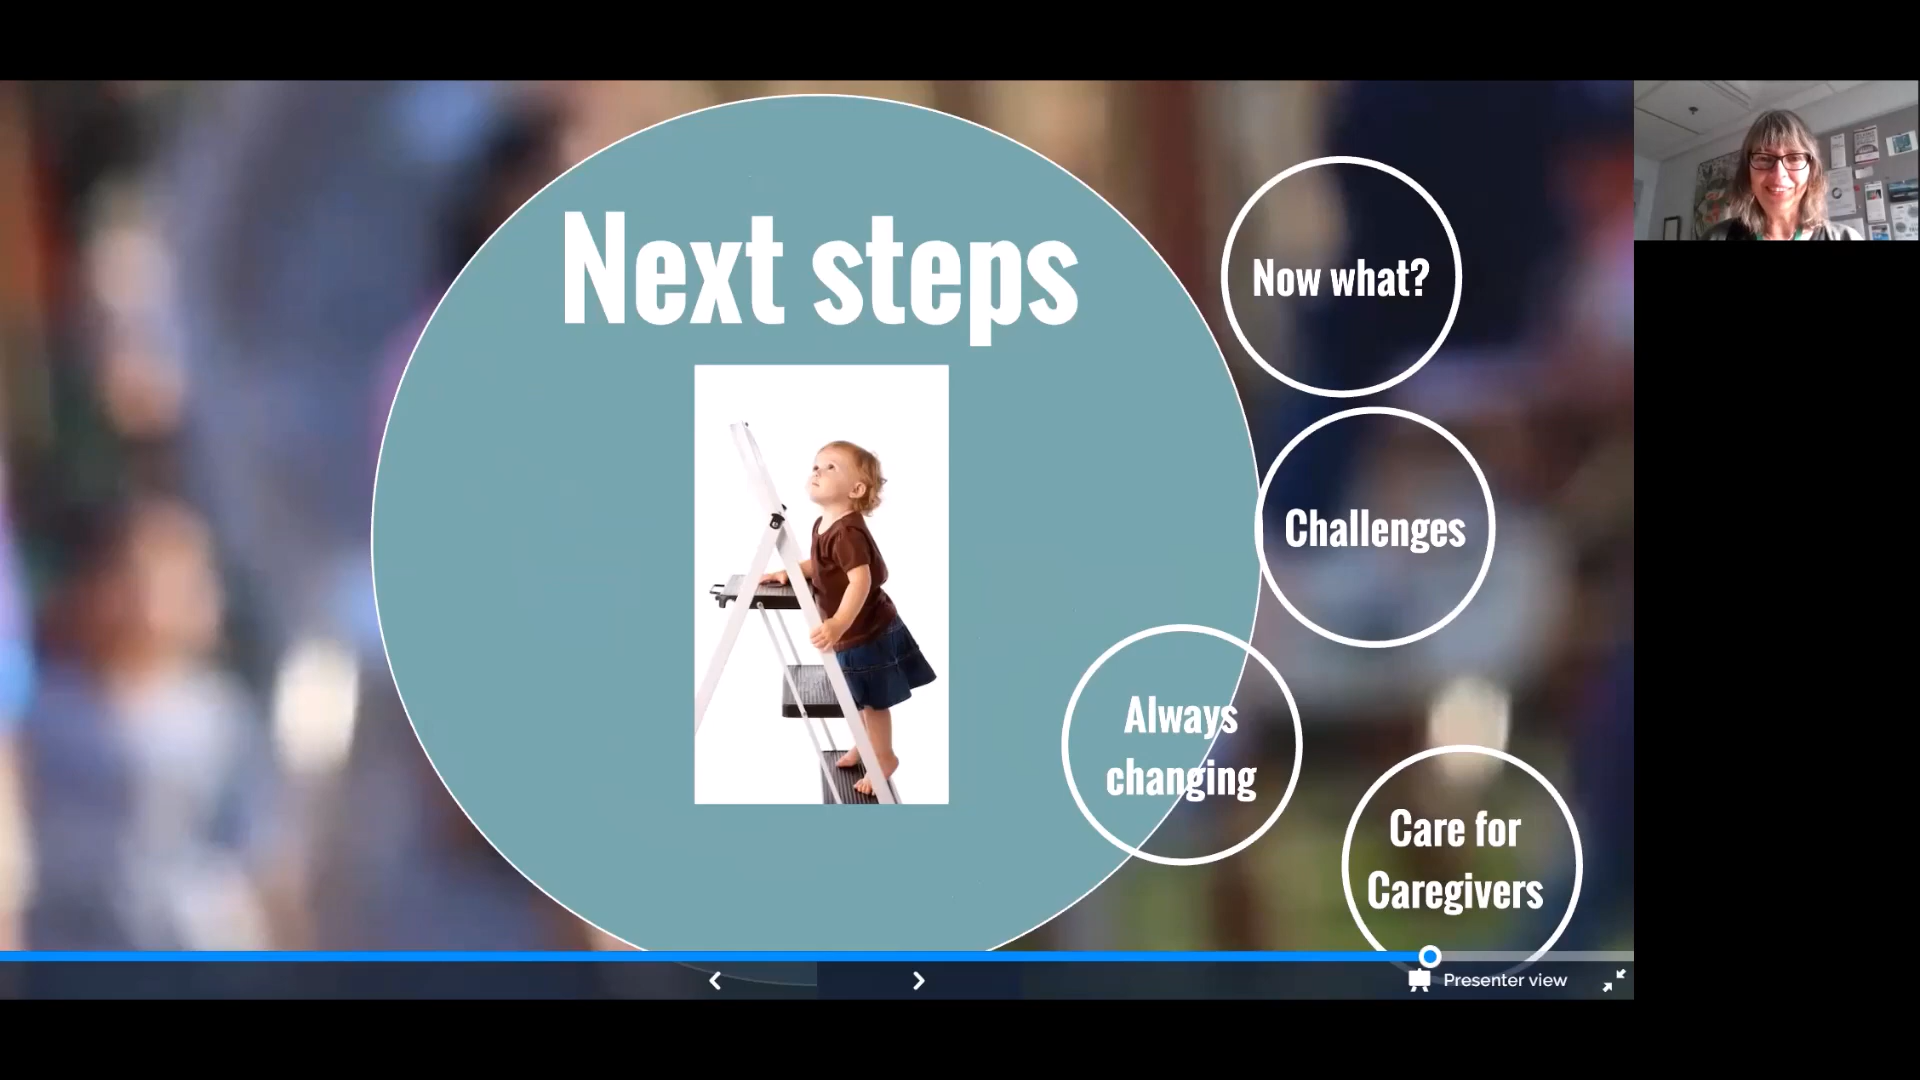 Next steps
Now what?
Challenges
Always
changing
Care for
Caregivers
Presenter view